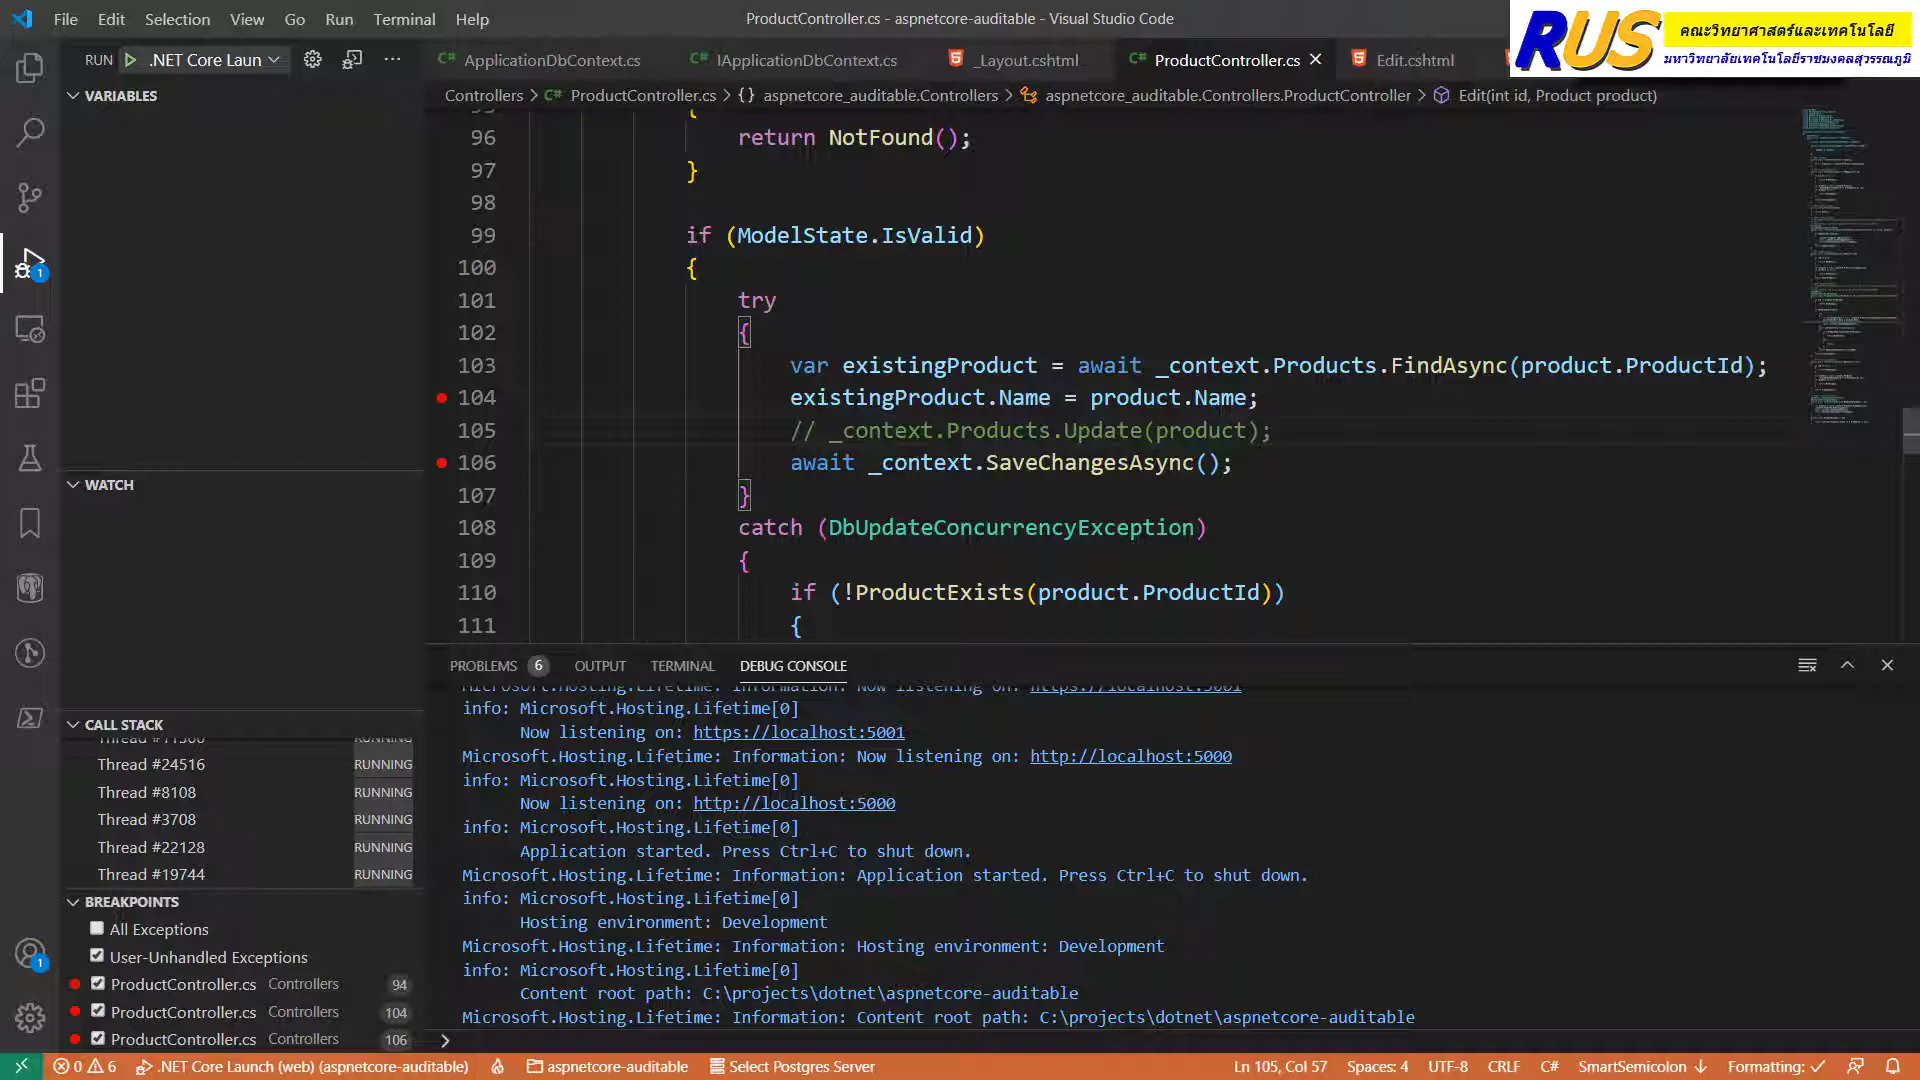 File Edit Selection View Go Run Terminal Help
ProductController.cs - aspnetcore-auditable - Visual Studio Code
RUS
คณะวิทยาศาสตร์และเทคโนโลยี
มหาวิทยาลัยเทคโนโลยีราชมงคลสุวรรณภูมิ
RUN .NET Core Laun
ApplicationDbContext.cs
IApplicationDbContext.cs
_Layout.cshtml
ProductController.cs
Edit.cshtml
Controllers > ProductController.cs > {} aspnetcore_auditable.Controllers > aspnetcore_auditable.Controllers.ProductController > Edit(int id, Product product)
VARIABLES
WATCH
CALL STACK
Thread #24516 RUNNING
Thread #8108 RUNNING
Thread #3708 RUNNING
Thread #22128 RUNNING
Thread #19744 RUNNING
BREAKPOINTS
All Exceptions
User-Unhandled Exceptions
ProductController.cs Controllers 94
ProductController.cs Controllers 104
ProductController.cs Controllers 106
{
96 return NotFound();
97 }
98
99 if (ModelState.IsValid)
100 {
101 try
102 {
103 var existingProduct = await _context.Products.FindAsync(product.ProductId);
104 existingProduct.Name = product.Name;
105 // _context.Products.Update(product);
106 await _context.SaveChangesAsync();
107 }
108 catch (DbUpdateConcurrencyException)
109 {
110 if (!ProductExists(product.ProductId))
111 {
PROBLEMS 6 OUTPUT TERMINAL DEBUG CONSOLE
Microsoft.Hosting.Lifetime: Information: Now listening on: https://localhost:5001
info: Microsoft.Hosting.Lifetime[0]
Now listening on: https://localhost:5001
Microsoft.Hosting.Lifetime: Information: Now listening on: http://localhost:5000
info: Microsoft.Hosting.Lifetime[0]
Now listening on: http://localhost:5000
info: Microsoft.Hosting.Lifetime[0]
Application started. Press Ctrl+C to shut down.
Microsoft.Hosting.Lifetime: Information: Application started. Press Ctrl+C to shut down.
info: Microsoft.Hosting.Lifetime[0]
Hosting environment: Development
Microsoft.Hosting.Lifetime: Information: Hosting environment: Development
info: Microsoft.Hosting.Lifetime[0]
Content root path: C:\projects\dotnet\aspnetcore-auditable
Microsoft.Hosting.Lifetime: Information: Content root path: C:\projects\dotnet\aspnetcore-auditable
0 6 .NET Core Launch (web) (aspnetcore-auditable) aspnetcore-auditable Select Postgres Server Ln 105, Col 57 Spaces: 4 UTF-8 CRLF C# SmartSemicolon ↓ Formatting: ✓